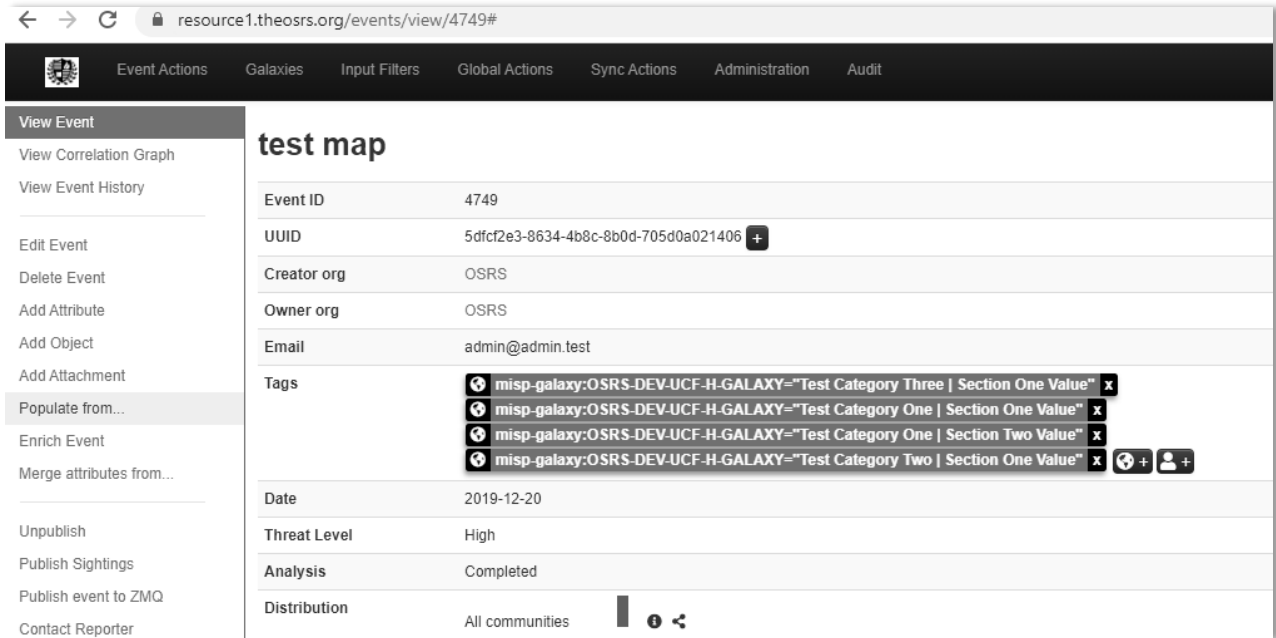 resource1.theosrs.org/events/view/4749#
Event Actions Galaxies Input Filters Global Actions Sync Actions Administration Audit
View Event
View Correlation Graph
View Event History
Edit Event
Delete Event
Add Attribute
Add Object
Add Attachment
Populate from...
Enrich Event
Merge attributes from...
Unpublish
Publish Sightings
Publish event to ZMQ
Contact Reporter
test map
Event ID 4749
UUID 5dfcf2e3-8634-4b8c-8b0d-705d0a021406 +
Creator org OSRS
Owner org OSRS
Email admin@admin.test
Tags misp-galaxy:OSRS-DEV-UCF-H-GALAXY="Test Category Three | Section One Value" x
misp-galaxy:OSRS-DEV-UCF-H-GALAXY="Test Category One | Section One Value" x
misp-galaxy:OSRS-DEV-UCF-H-GALAXY="Test Category One | Section Two Value" x
misp-galaxy:OSRS-DEV-UCF-H-GALAXY="Test Category Two | Section One Value" x + +
Date 2019-12-20
Threat Level High
Analysis Completed
Distribution All communities